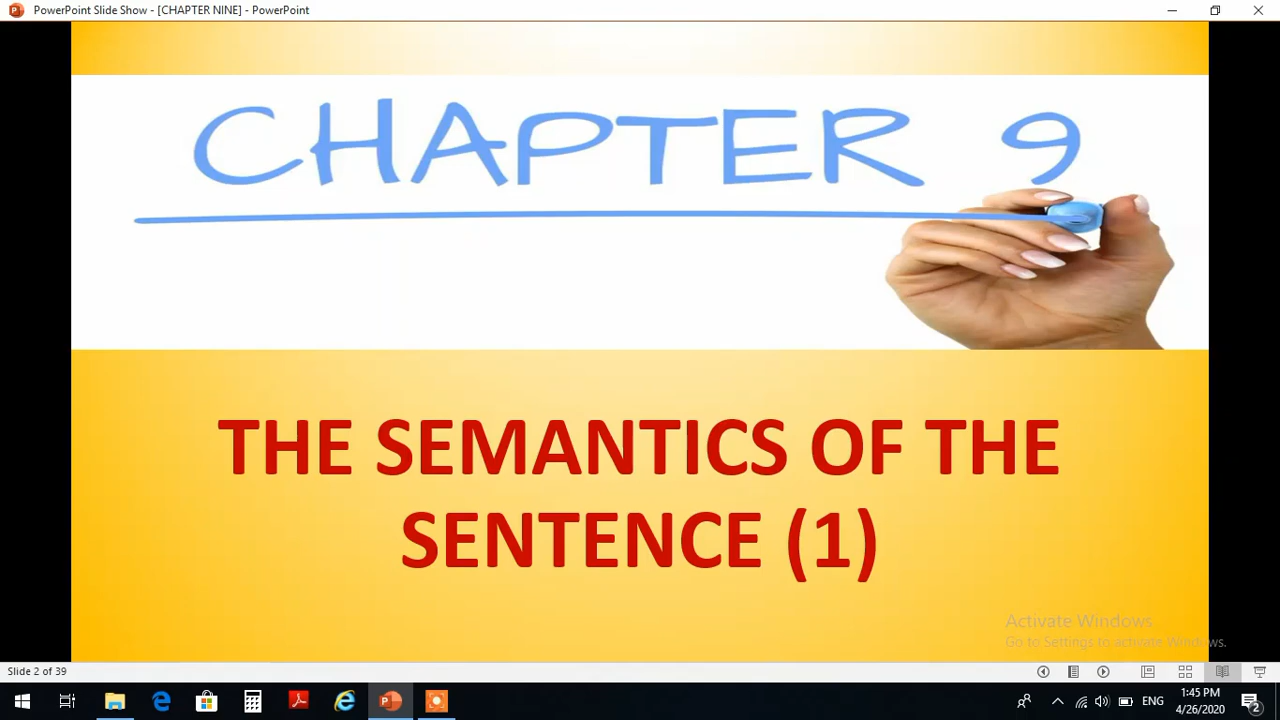 PowerPoint Slide Show - [CHAPTER NINE] - PowerPoint
CHAPTER 9
THE SEMANTICS OF THE
SENTENCE (1)
Activate Windows
Go to Settings to activate Windows.
Slide 2 of 39
ENG
1:45 PM
4/26/2020
2